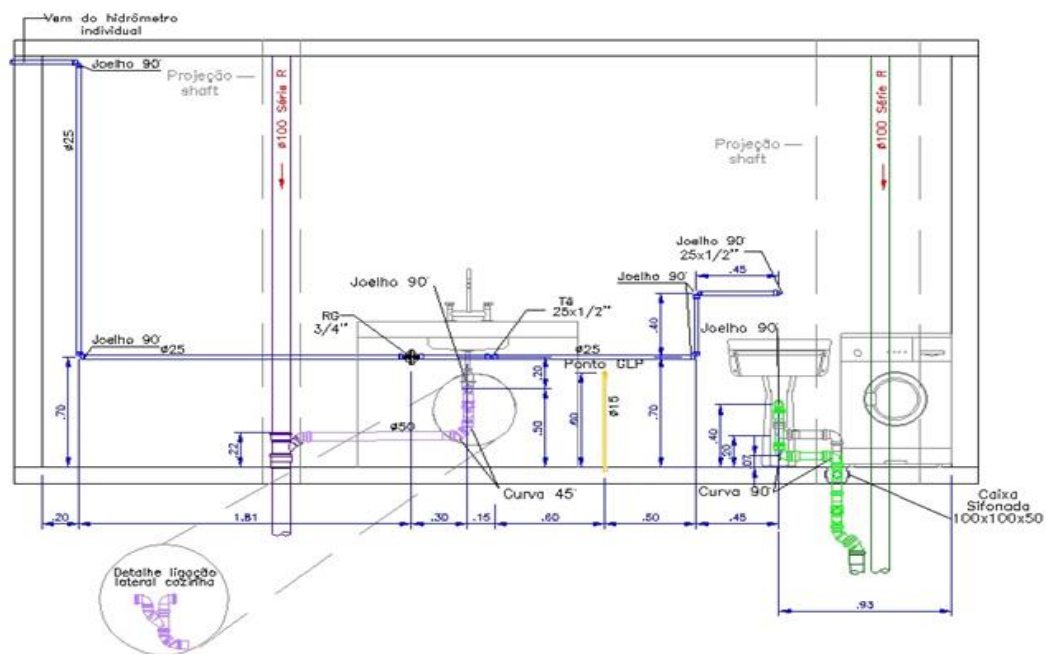 Vem do hidrômetro
individual
Joelho 90°
Projeção
shaft
ø100 Série R
ø25
Projeção
shaft
ø100 Série R
Joelho 90°
25x1/2"
.45
Joelho 90°
Joelho 90°
RG
3/4"
Tê
25x1/2"
.40
Joelho 90°
Joelho 90°
ø25
ø25
Ponto GLP
.70
.20
ø15
.60
.70
.50
ø50
.22
.40
.20
.07
Curva 45°
Curva 90°
Caixa
Sifonada
100x100x50
.20
1.81
.30
.15
.60
.50
.45
.93
Detalhe ligação
lateral cozinha